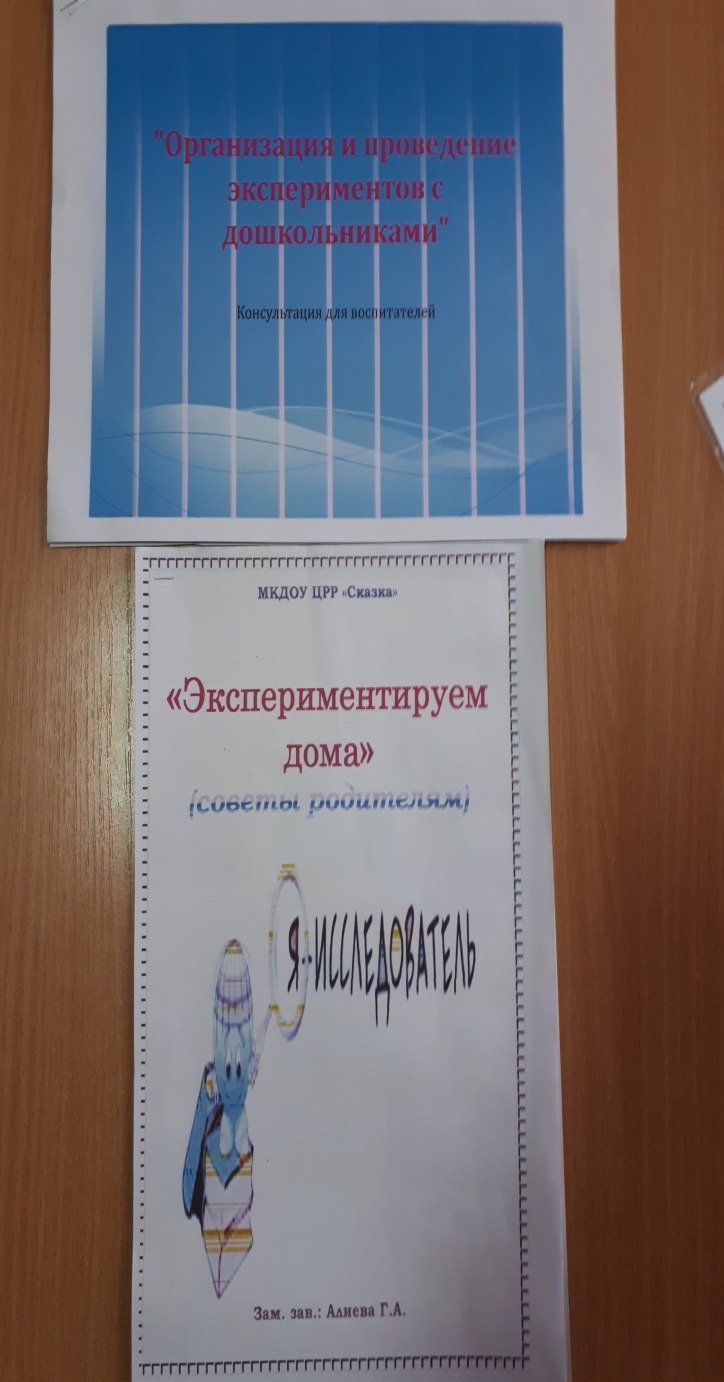 "Организация и проведение
экспериментов с
дошкольниками"
Консультация для воспитателей
МКДОУ ЦРР «Сказка»
«Экспериментируем
дома»
(советы родителям)
Я-ИССЛЕДОВАТЕЛЬ
Зам. зав.: Алиева Г.А.